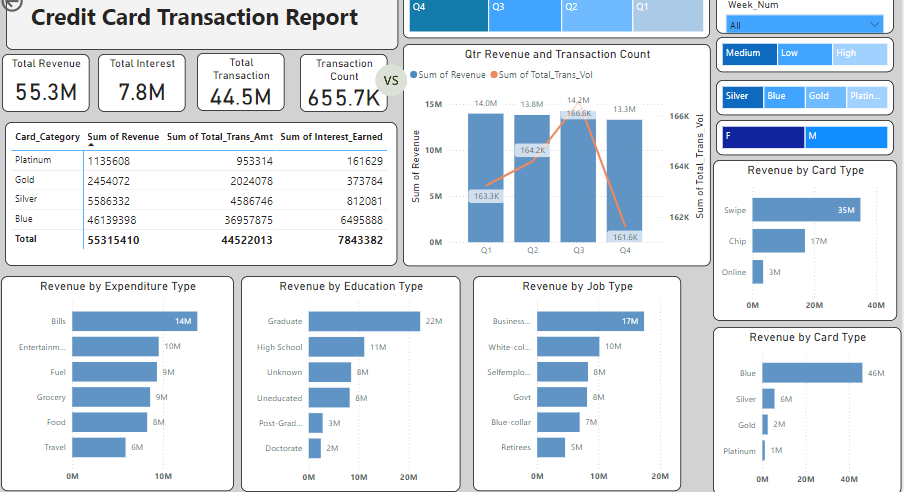 Credit Card Transaction Report
Q4 Q3 Q2 Q1
Week_Num
All
Medium Low High
Silver Blue Gold Platin...
F M
Total Revenue
55.3M
Total Interest
7.8M
Total
Transaction
44.5M
Transaction
Count
655.7K
VS
Card_Category Sum of Revenue Sum of Total_Trans_Amt Sum of Interest_Earned
Platinum 1135608 953314 161629
Gold 2454072 2024078 373784
Silver 5586332 4586746 812081
Blue 46139398 36957875 6495888
Total 55315410 44522013 7843382
Qtr Revenue and Transaction Count
Sum of Revenue Sum of Total_Trans_Vol
Sum of Revenue
15M
10M
5M
0M
14.0M 13.8M 14.2M 13.3M
163.3K 164.2K 166.6K 161.6K
Q1 Q2 Q3 Q4
166K
164K
162K
Sum of Total_Trans_Vol
Revenue by Card Type
Swipe 35M
Chip 17M
Online 3M
0M 20M 40M
Revenue by Expenditure Type
Bills 14M
Entertainm... 10M
Fuel 9M
Grocery 9M
Food 8M
Travel 6M
0M 10M
Revenue by Education Type
Graduate 22M
High School 11M
Unknown 8M
Uneducated 8M
Post-Grad... 3M
Doctorate 2M
0M 10M 20M
Revenue by Job Type
Business... 17M
White-col... 10M
Selfemplo... 8M
Govt 8M
Blue-collar 7M
Retirees 5M
0M 10M 20M
Revenue by Card Type
Blue 46M
Silver 6M
Gold 2M
Platinum 1M
0M 20M 40M